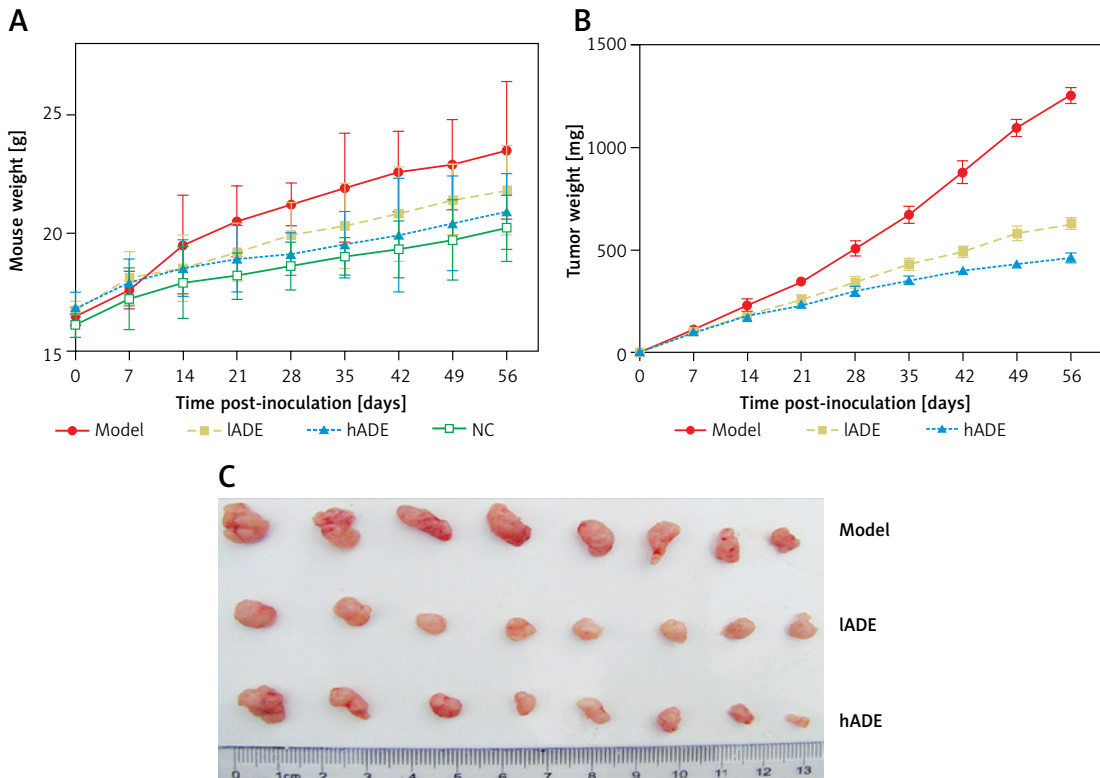 A
Mouse weight [g]
25
20
15
0 7 14 21 28 35 42 49 56
Time post-inoculation [days]
Model lADE hADE NC
B
Tumor weight [mg]
1500
1000
500
0
0 7 14 21 28 35 42 49 56
Time post-inoculation [days]
Model lADE hADE
C
Model
lADE
hADE
0 1cm 2 3 4 5 6 7 8 9 10 11 12 13